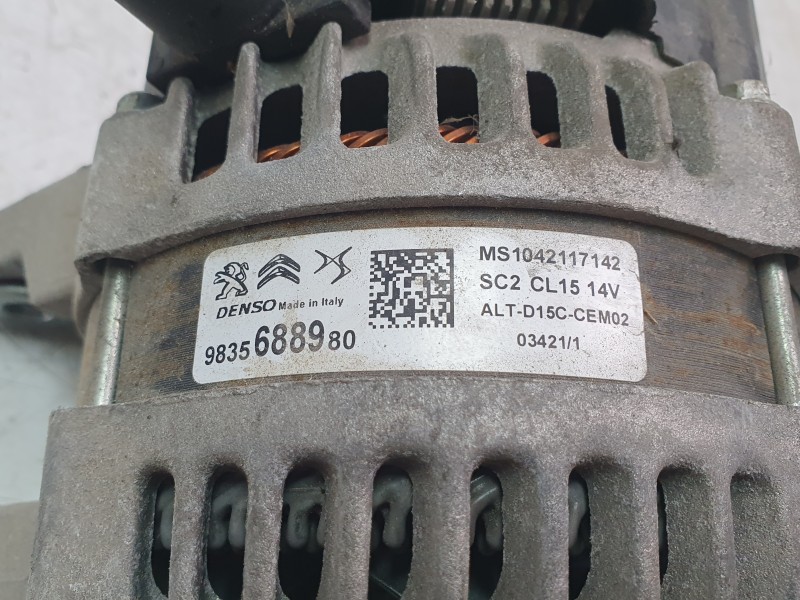 DENSO Made in Italy
9835688980
MS1042117142
SC2 CL15 14V
ALT-D15C-CEM02
03421/1